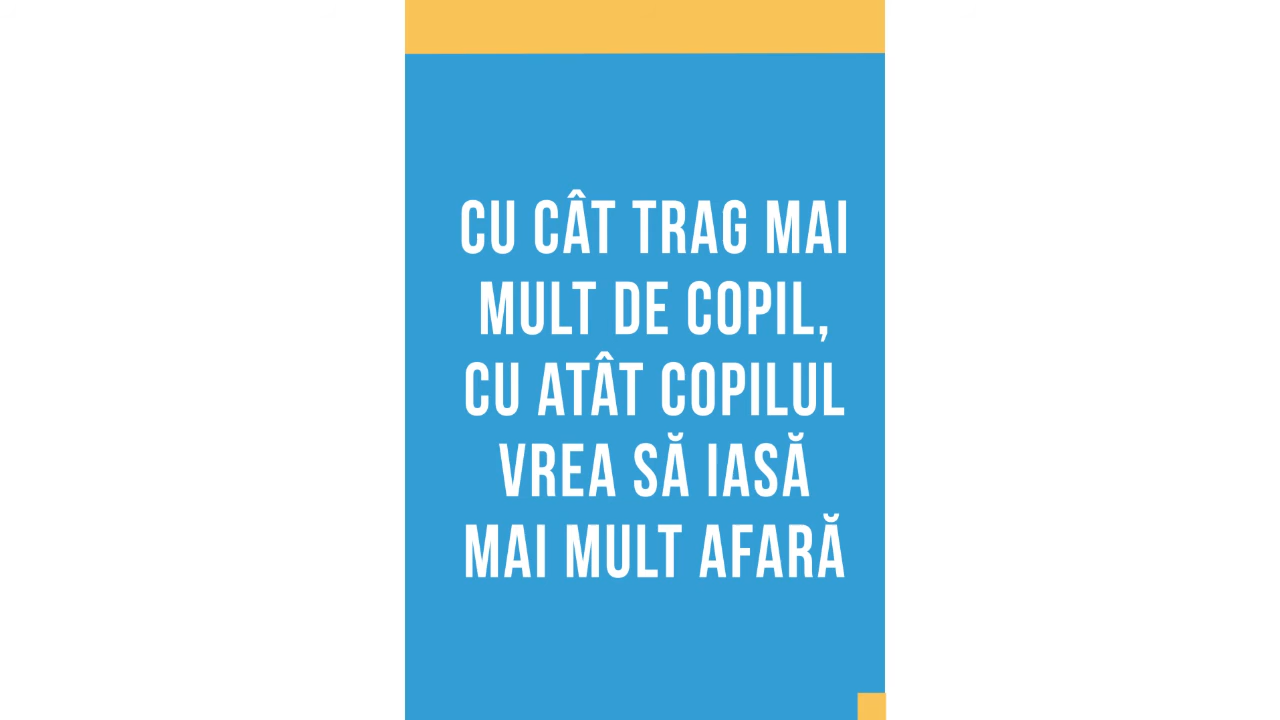 CU CÂT TRAG MAI
MULT DE COPIL,
CU ATÂT COPILUL
VREA SĂ IASĂ
MAI MULT AFARĂ